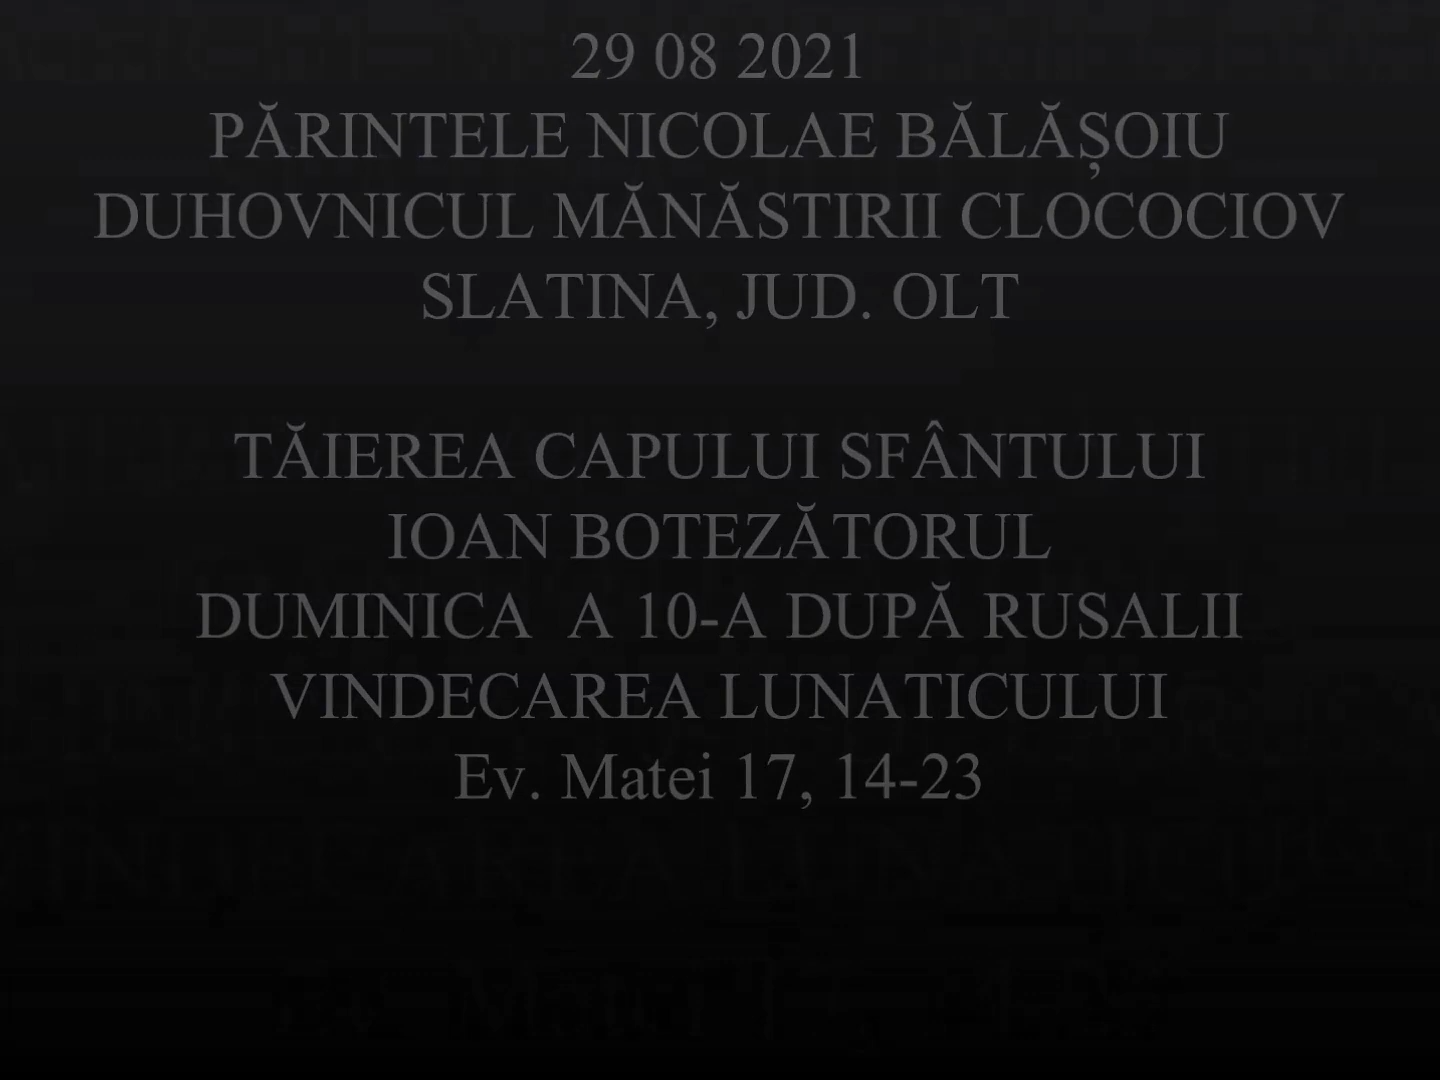 29 08 2021
PĂRINTELE NICOLAE BĂLĂȘOIU
DUHOVNICUL MĂNĂSTIRII CLOCOCIOV
SLATINA, JUD. OLT
TĂIEREA CAPULUI SFÂNTULUI
IOAN BOTEZĂTORUL
DUMINICA A 10-A DUPĂ RUSALII
VINDECAREA LUNATICULUI
Ev. Matei 17, 14-23